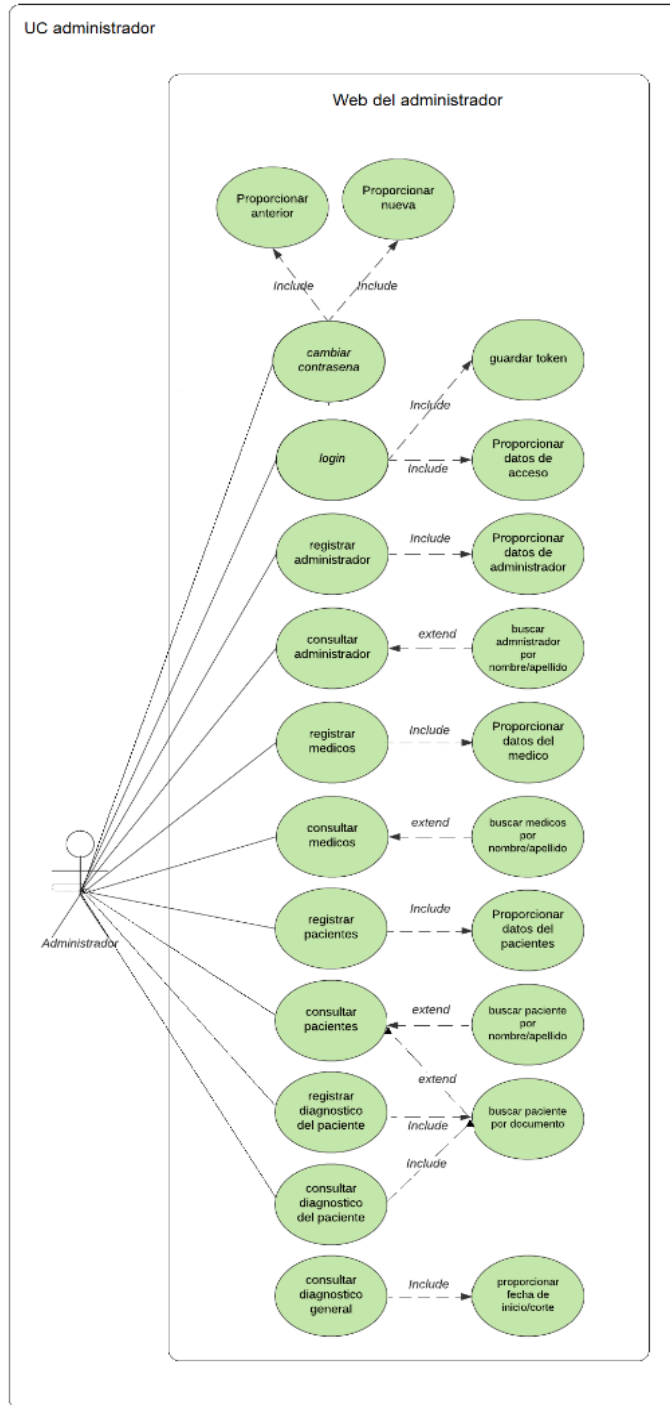 UC administrador
Web del administrador
Proporcionar
anterior
Proporcionar
nueva
Include
Include
cambiar
contrasena
guardar token
Include
login
Include
Proporcionar
datos de
acceso
registrar
administrador
Include
Proporcionar
datos de
administrador
consultar
administrador
extend
buscar
admnistrador
por
nombre/apellido
registrar
medicos
Include
Proporcionar
datos del
medico
consultar
medicos
extend
buscar medicos
por
nombre/apellido
Administrador
registrar
pacientes
Include
Proporcionar
datos del
pacientes
consultar
pacientes
extend
buscar paciente
por
nombre/apellido
extend
registrar
diagnostico
del paciente
Include
buscar paciente
por documento
Include
consultar
diagnostico
del paciente
consultar
diagnostico
general
Include
proporcionar
fecha de
inicio/corte